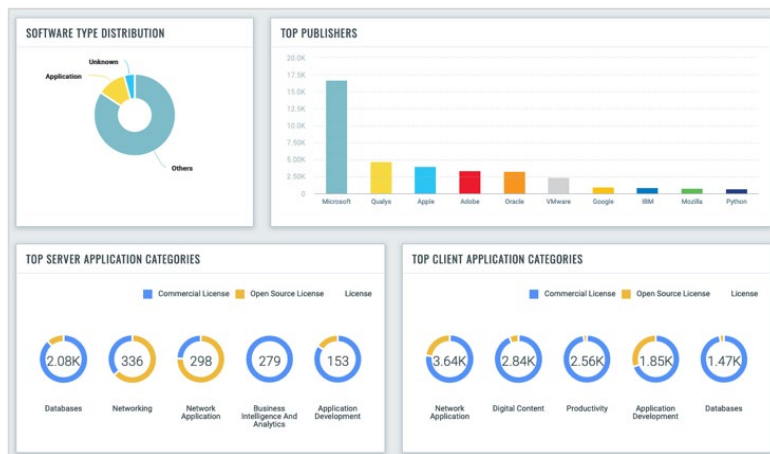 SOFTWARE TYPE DISTRIBUTION
Unknown
Application
Others
TOP PUBLISHERS
20.0K
17.5K
15.0K
12.5K
10.0K
7.50K
5.00K
2.50K
0
Microsoft Qualys Apple Adobe Oracle VMware Google IBM Mozilla Python
TOP SERVER APPLICATION CATEGORIES
Commercial License Open Source License License
2.08K 336 298 279 153
Databases Networking Network Application Business Intelligence And Analytics Application Development
TOP CLIENT APPLICATION CATEGORIES
Commercial License Open Source License License
3.64K 2.84K 2.56K 1.85K 1.47K
Network Application Digital Content Productivity Application Development Databases